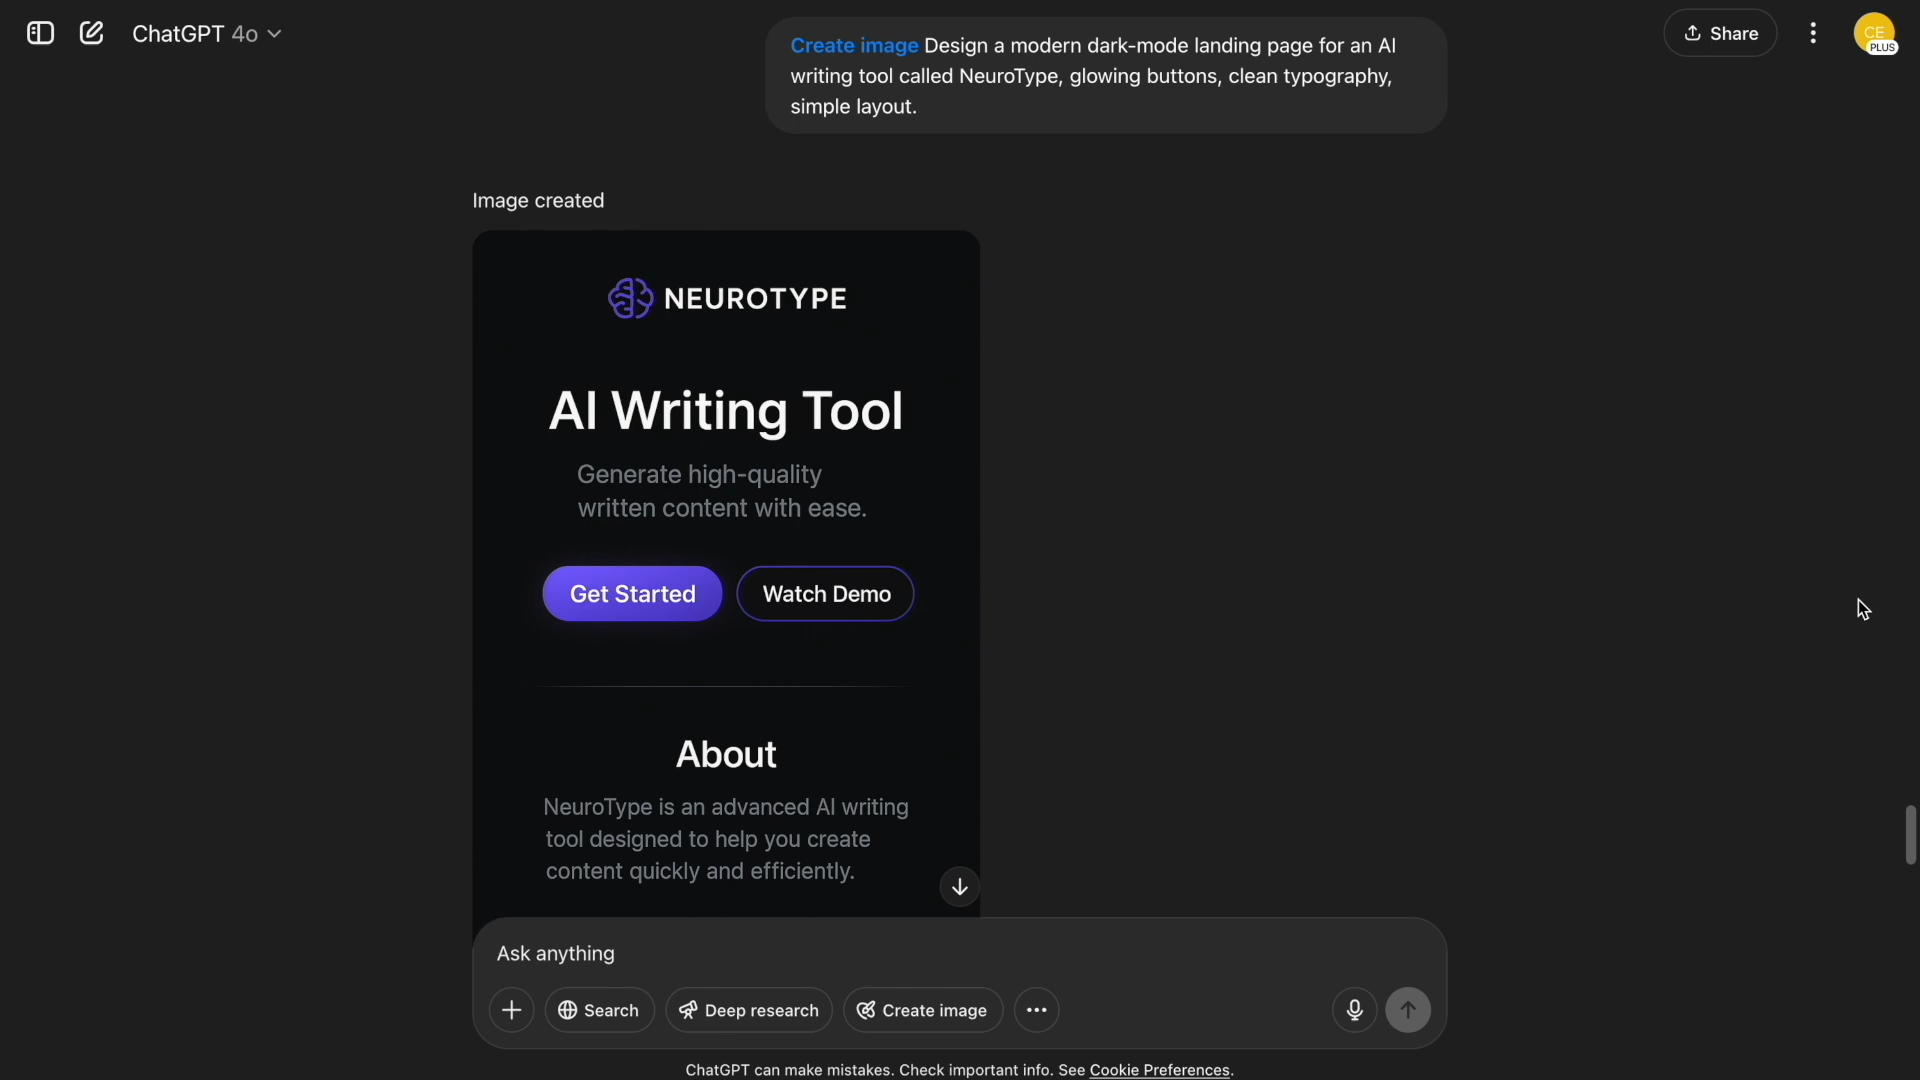 ChatGPT 4o
Create image Design a modern dark-mode landing page for an AI
writing tool called NeuroType, glowing buttons, clean typography,
simple layout.
Share
CE
PLUS
Image created
NEUROTYPE
AI Writing Tool
Generate high-quality
written content with ease.
Get Started
Watch Demo
About
NeuroType is an advanced AI writing
tool designed to help you create
content quickly and efficiently.
Ask anything
Search
Deep research
Create image
ChatGPT can make mistakes. Check important info. See Cookie Preferences.